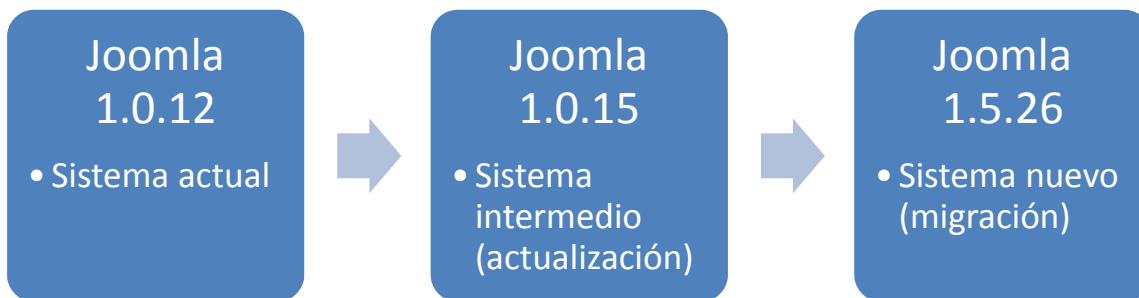 Joomla
1.0.12
• Sistema actual
Joomla
1.0.15
• Sistema
intermedio
(actualización)
Joomla
1.5.26
• Sistema nuevo
(migración)